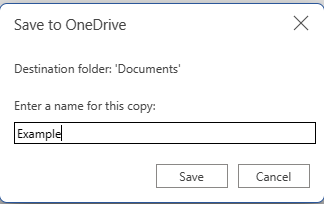 Save to OneDrive
Destination folder: 'Documents'
Enter a name for this copy:
Example
Save Cancel